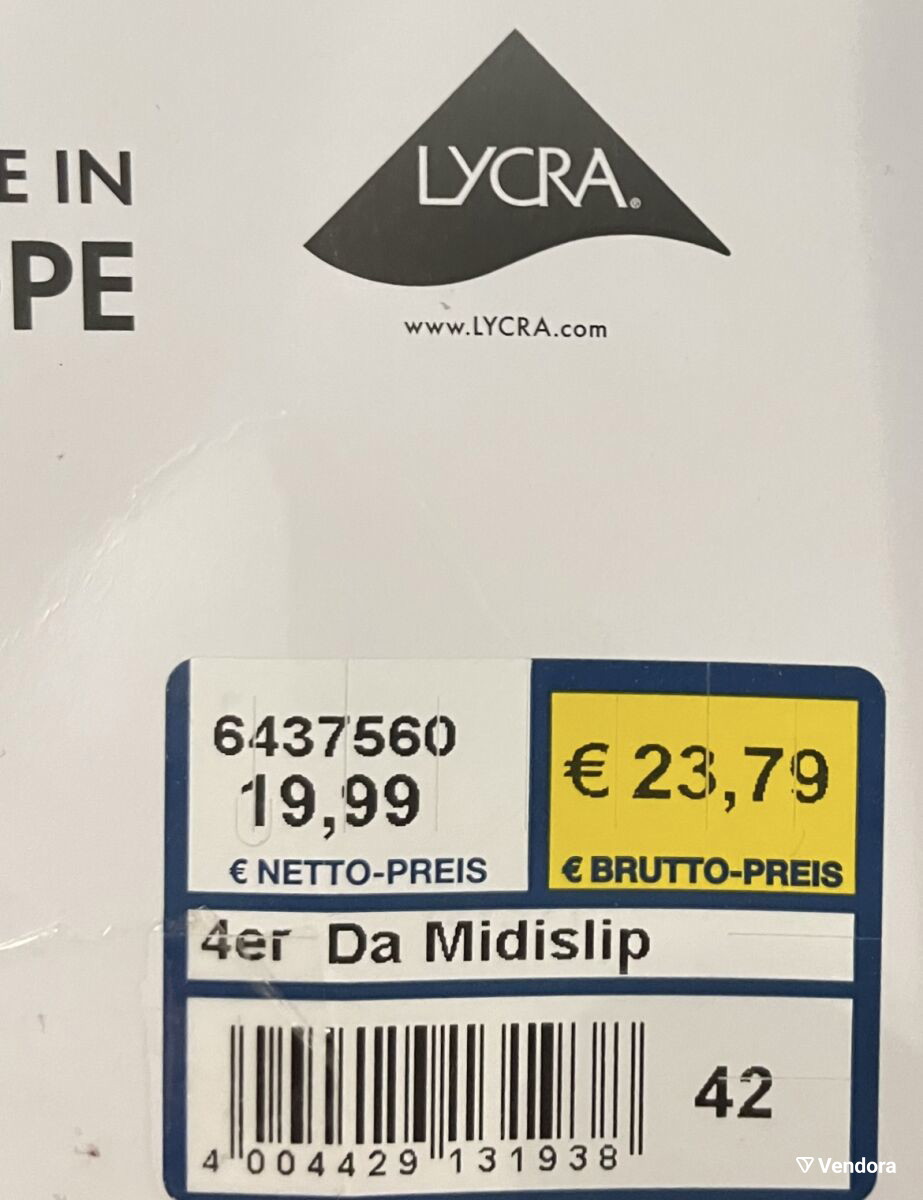 E IN
PE
LYCRA®
www.LYCRA.com
6437560
19,99
€ NETTO-PREIS
€ 23,79
€ BRUTTO-PREIS
4er Da Midislip
42
4 004429 131938
Vendora